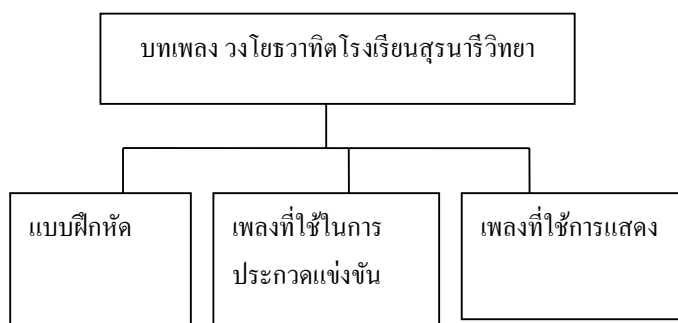 บทเพลง วงโยธวาทิตโรงเรียนสุรนารีวิทยา
แบบฝึกหัด
เพลงที่ใช้ในการ
ประกวดแข่งขัน
เพลงที่ใช้การแสดง